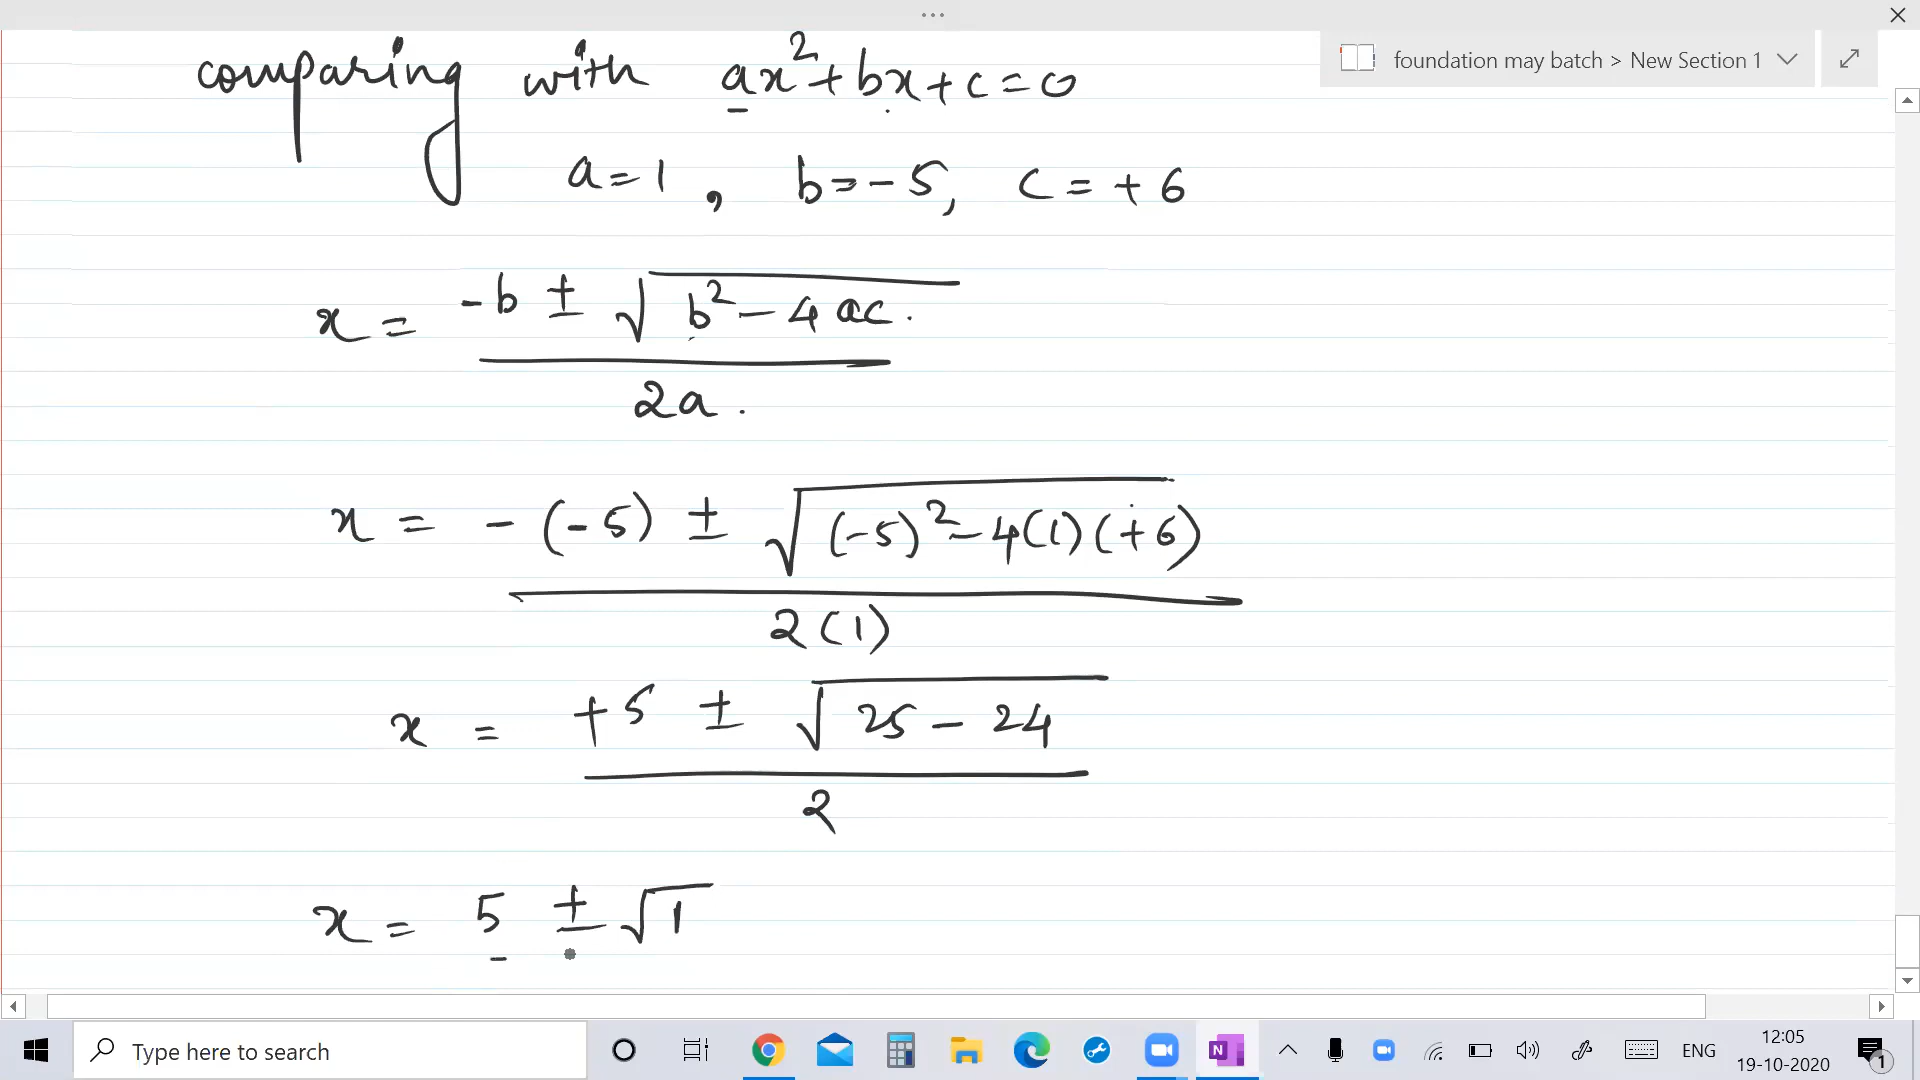 foundation may batch > New Section 1
comparing with ax²+bx+c=0
a=1, b=-5, c=+6
x = -b ± √b²-4ac.
2a.
x = -(-5) ± √(-5)²-4(1)(+6)
2(1)
x = +5 ± √25-24
2
x = 5 ± √1
Type here to search
ENG
12:05
19-10-2020
1